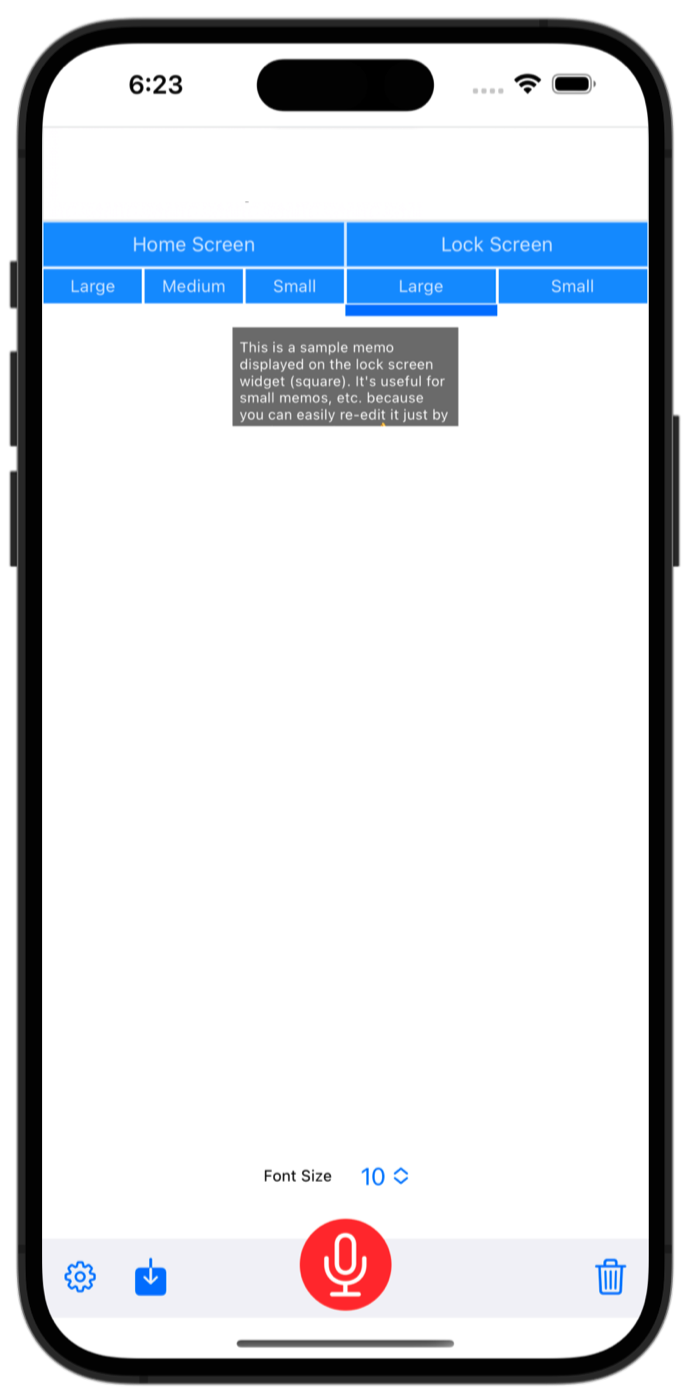 6:23
Home Screen Lock Screen
Large Medium Small Large Small
This is a sample memo
displayed on the lock screen
widget (square). It's useful for
small memos, etc. because
you can easily re-edit it just by
Font Size 10